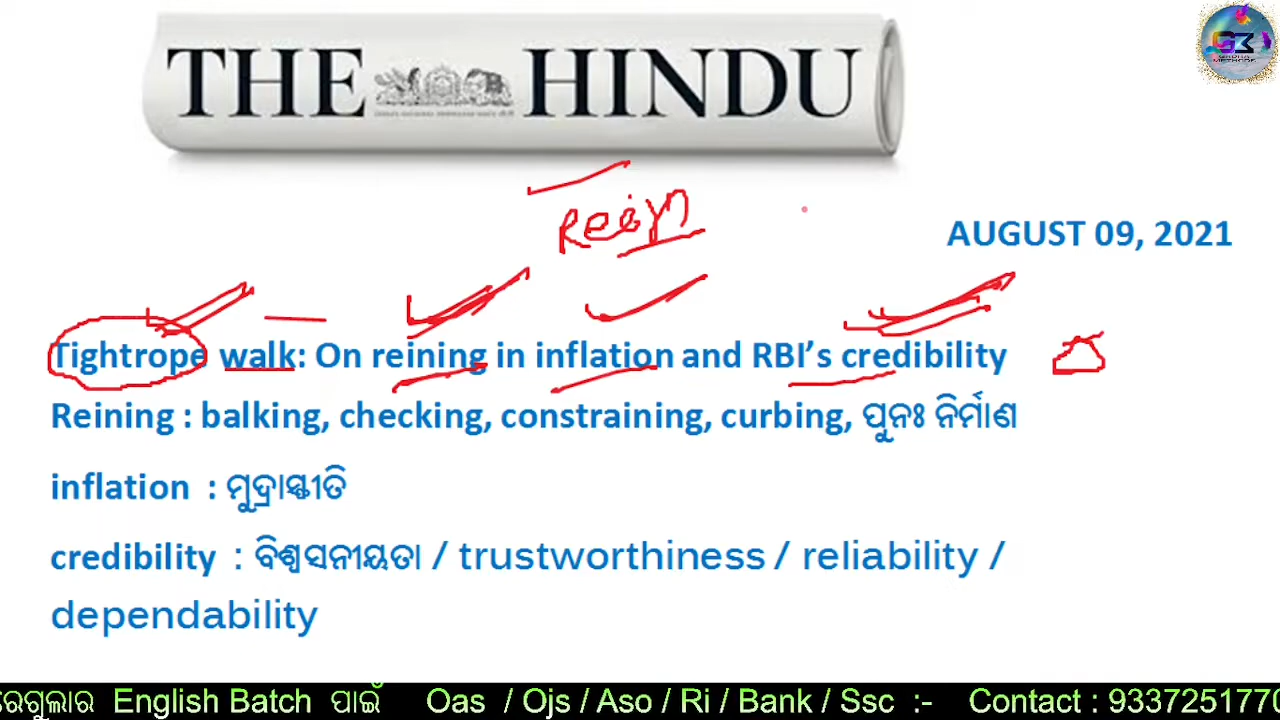 THE HINDU
Reign
AUGUST 09, 2021
Tightrope walk: On reining in inflation and RBI's credibility
Reining : balking, checking, constraining, curbing, ପୁନଃ ନିର୍ମାଣ
inflation : ମୁଦ୍ରାସ୍ଫୀତି
credibility : ବିଶ୍ୱସନୀୟତା / trustworthiness / reliability /
dependability
ରେଗୁଲାର English Batch ପାଇଁ Oas / Ojs / Aso / Ri / Bank / Ssc :- Contact : 9337251770